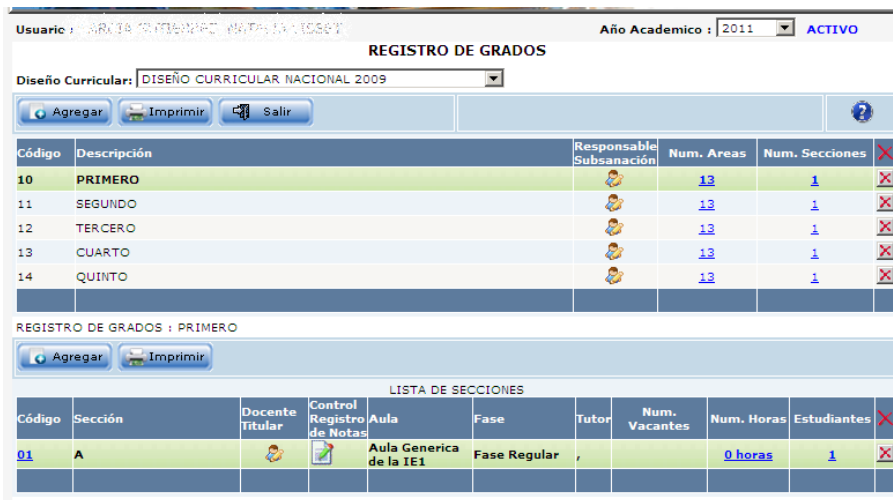 Usuario : Año Academico : 2011 ACTIVO
REGISTRO DE GRADOS
Diseño Curricular: DISEÑO CURRICULAR NACIONAL 2009
Agregar Imprimir Salir
Código Descripción Responsable Subsanación Num. Areas Num. Secciones
10 PRIMERO 13 1
11 SEGUNDO 13 1
12 TERCERO 13 1
13 CUARTO 13 1
14 QUINTO 13 1
REGISTRO DE GRADOS : PRIMERO
Agregar Imprimir
LISTA DE SECCIONES
Código Sección Docente Titular Control Registro de Notas Aula Fase Tutor Num. Vacantes Num. Horas Estudiantes
01 A Aula Generica de la IE1 Fase Regular , 0 horas 1